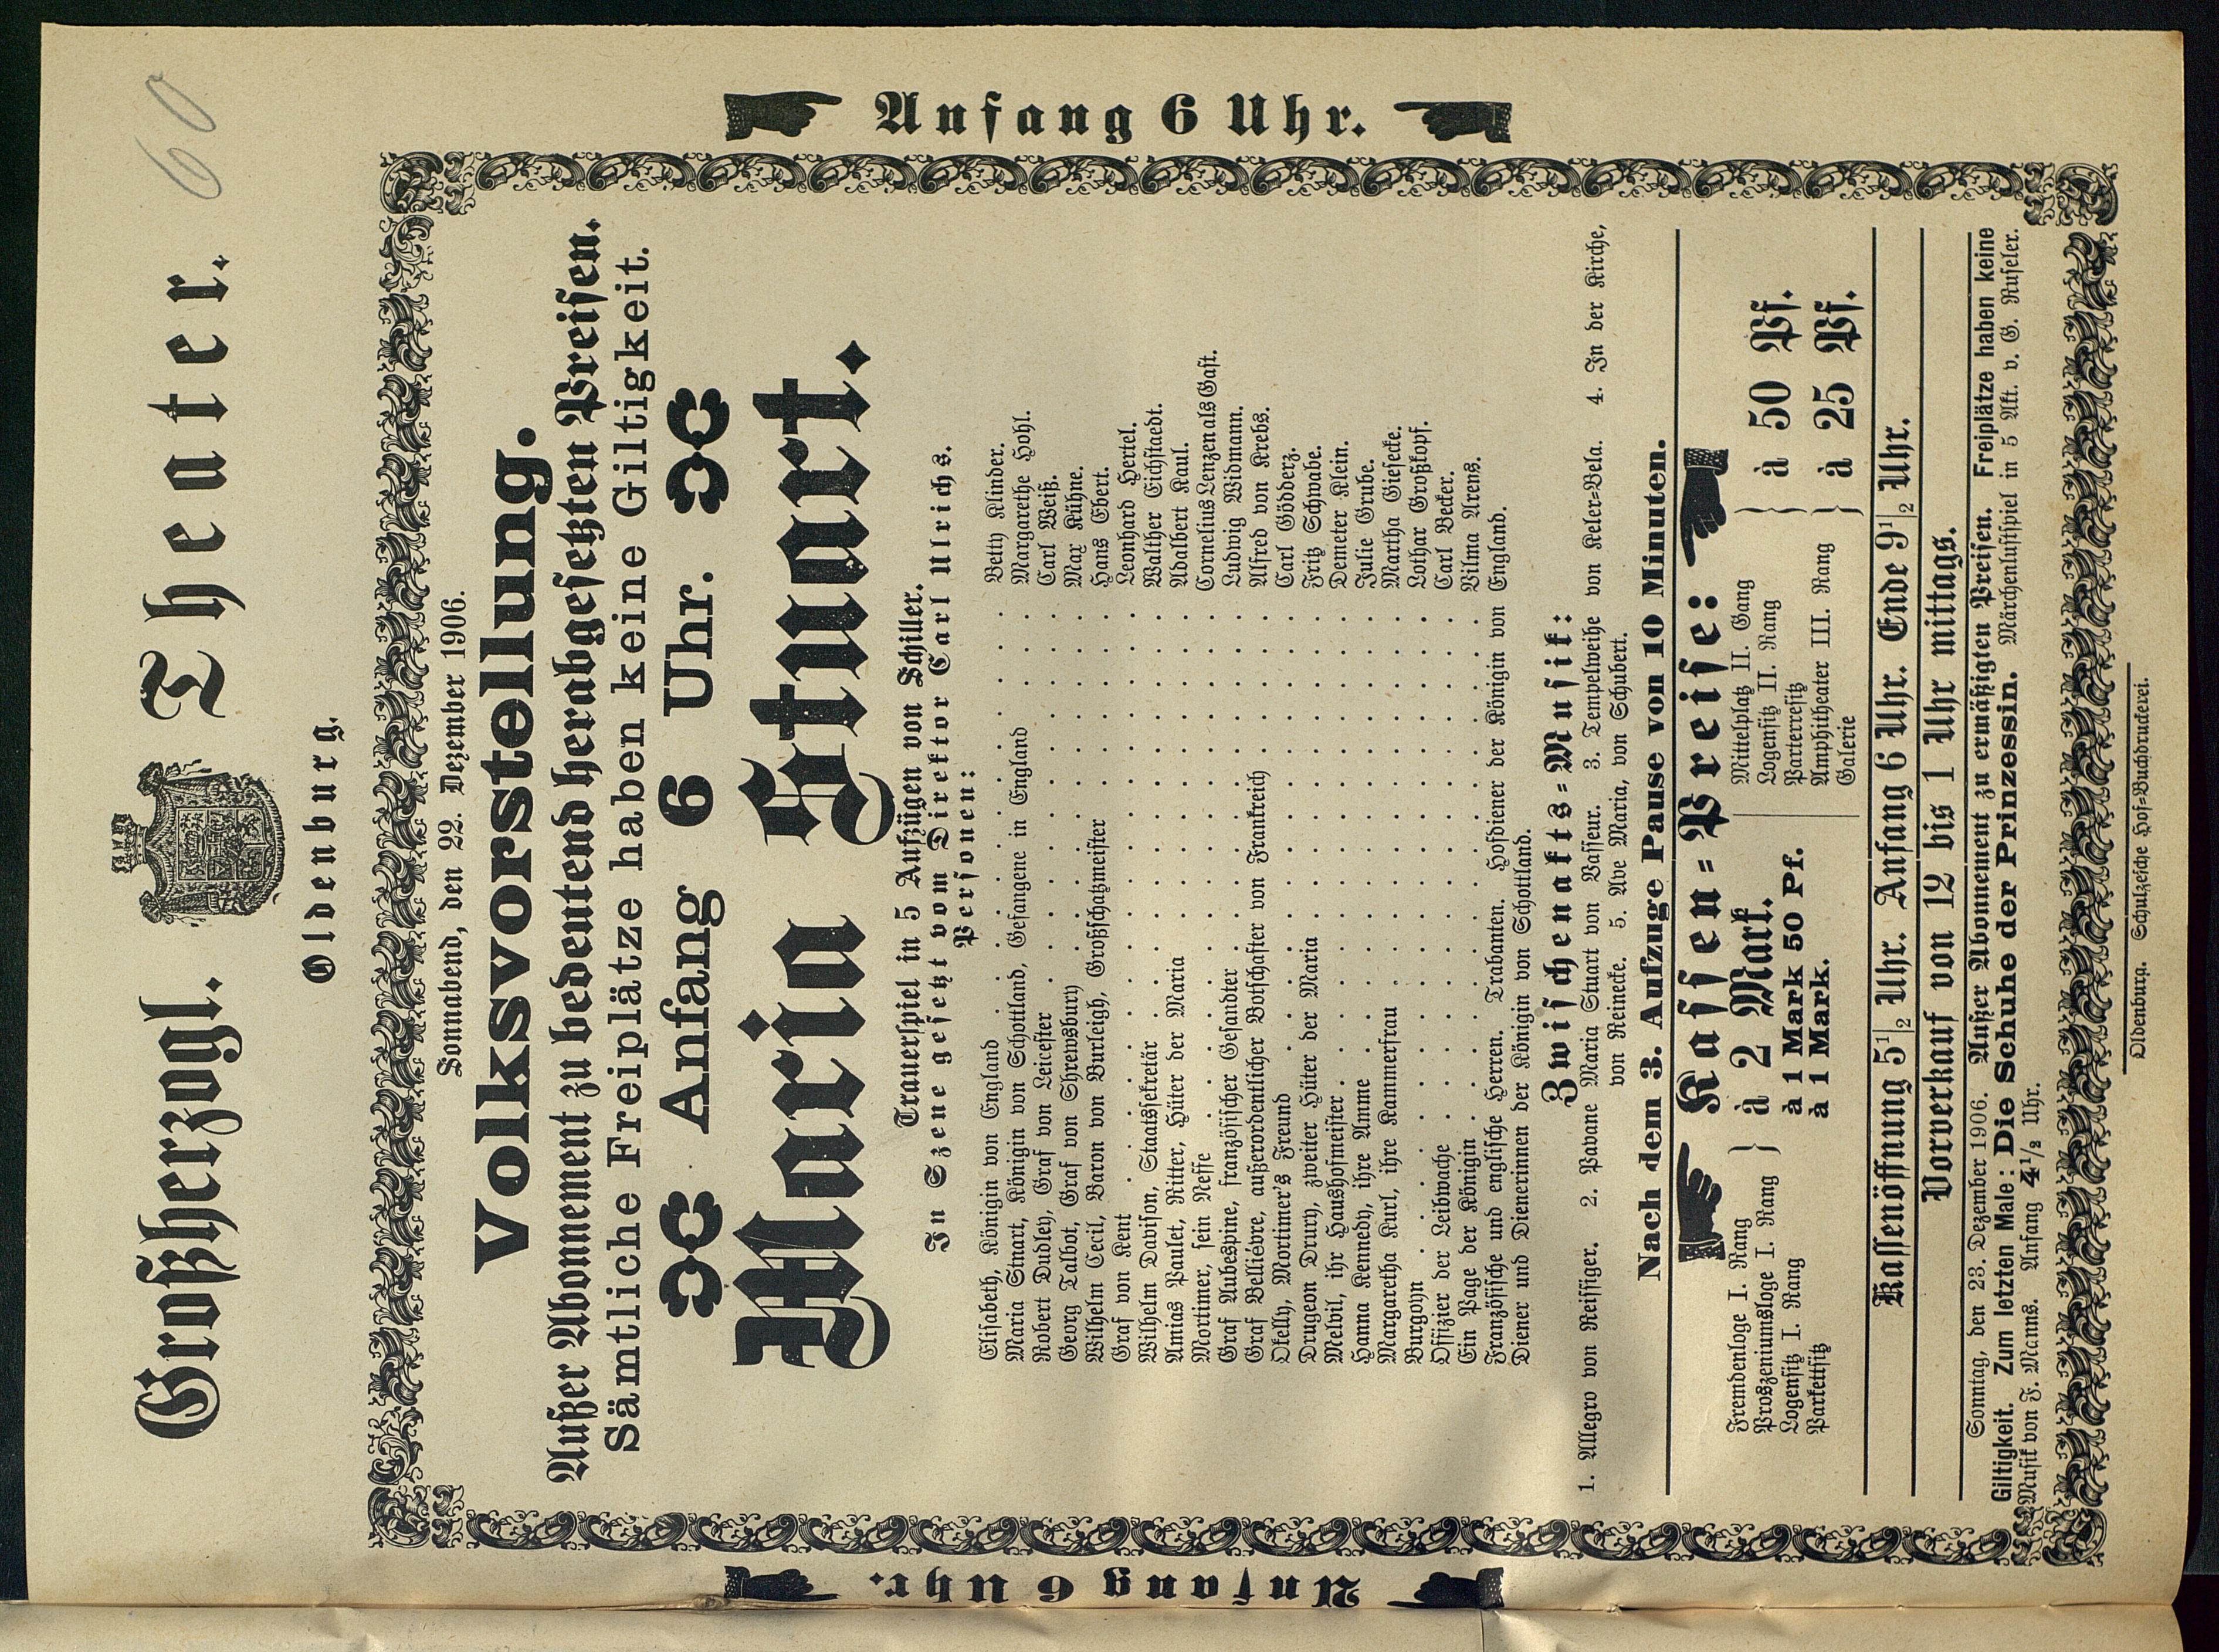 60
Großherzogl. Theater.
Oldenburg.
Anfang 6 Uhr.
Anfang 6 Uhr.
Sonnabend, den 22. Dezember 1906.
Volksvorstellung.
Außer Abonnement zu bedeutend herabgesetzten Preisen.
Sämtliche Freiplätze haben keine Giltigkeit.
Anfang 6 Uhr.
Maria Stuart.
Trauerspiel in 5 Aufzügen von Schiller.
In Szene gesetzt vom Direktor Carl Ulrichs.
Personen:
Elisabeth, Königin von England . . . . . Betty Klinder.
Maria Stuart, Königin von Schottland, Gefangene in England . . . Margarethe Hohl.
Robert Dudley, Graf von Leicester . . . . . Carl Weiß.
Georg Talbot, Graf von Shrewsbury . . . . . Max Kühne.
Wilhelm Cecil, Baron von Burleigh, Großschatzmeister . . . . . Hans Ebert.
Graf von Kent . . . . . Leonhard Hertel.
Wilhelm Davison, Staatssekretär . . . . . Walther Eichstaedt.
Amias Paulet, Ritter, Hüter der Maria . . . . . Adalbert Kaul.
Mortimer, sein Neffe . . . . . Cornelius Lenzen als Gast.
Graf Aubespine, französischer Gesandter . . . . . Ludwig Widmann.
Graf Bellièvre, außerordentlicher Botschafter von Frankreich . . . . . Alfred von Krebs.
Okelly, Mortimer's Freund . . . . . Carl Gödderz.
Drugeon Drury, zweiter Hüter der Maria . . . . . Fritz Schwabe.
Melvil, ihr Haushofmeister . . . . . Demeter Klein.
Hanna Kennedy, ihre Amme . . . . . Julie Grube.
Margaretha Kurl, ihre Kammerfrau . . . . . Martha Giesecke.
Burgoyn . . . . . Lothar Großkopf.
Offizier der Leibwache . . . . . Carl Becker.
Ein Page der Königin . . . . . Vilma Arens.
Französische und englische Herren. Trabanten. Hofdiener der Königin von England.
Diener und Dienerinnen der Königin von Schottland.
Zwischenakts-Musik:
1. Allegro von Reissiger. 2. Pavane Maria Stuart von Vasseur. 3. Tempelweihe von Keler-Bela. 4. In der Kirche,
von Reinecke. 5. Ave Maria, von Schubert.
Nach dem 3. Aufzuge Pause von 10 Minuten.
Kassen-Preise:
Fremdenloge I. Rang
Proszeniumsloge I. Rang } à 2 Mark.
Logensitz I. Rang à 1 Mark 50 Pf.
Parkettsitz à 1 Mark.
Mittelplatz II. Gang
Logensitz II. Rang
Parterresitz } à 50 Pf.
Amphitheater III. Rang
Galerie } à 25 Pf.
Kassenöffnung 5 1/2 Uhr. Anfang 6 Uhr. Ende 9 1/2 Uhr.
Vorverkauf von 12 bis 1 Uhr mittags.
Sonntag, den 23. Dezember 1906. Außer Abonnement zu ermäßigten Preisen. Freiplätze haben keine
Giltigkeit. Zum letzten Male: Die Schuhe der Prinzessin. Märchenlustspiel in 5 Akt. v. G. Ruseler.
Musik von F. Manns. Anfang 4 1/2 Uhr.
Oldenburg. Schulzesche Hof-Buchdruckerei.